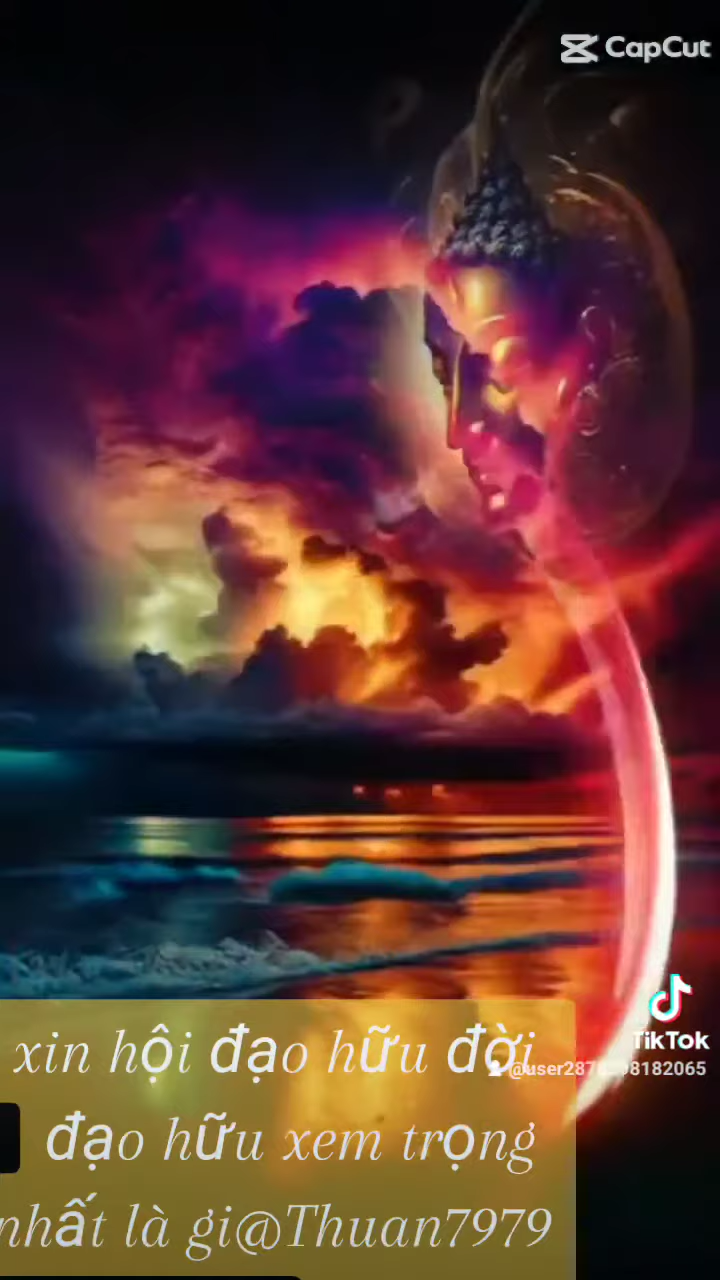 CapCut
xin hội đạo hữu đời
đạo hữu xem trọng
nhất là gi@Thuan7979
TikTok